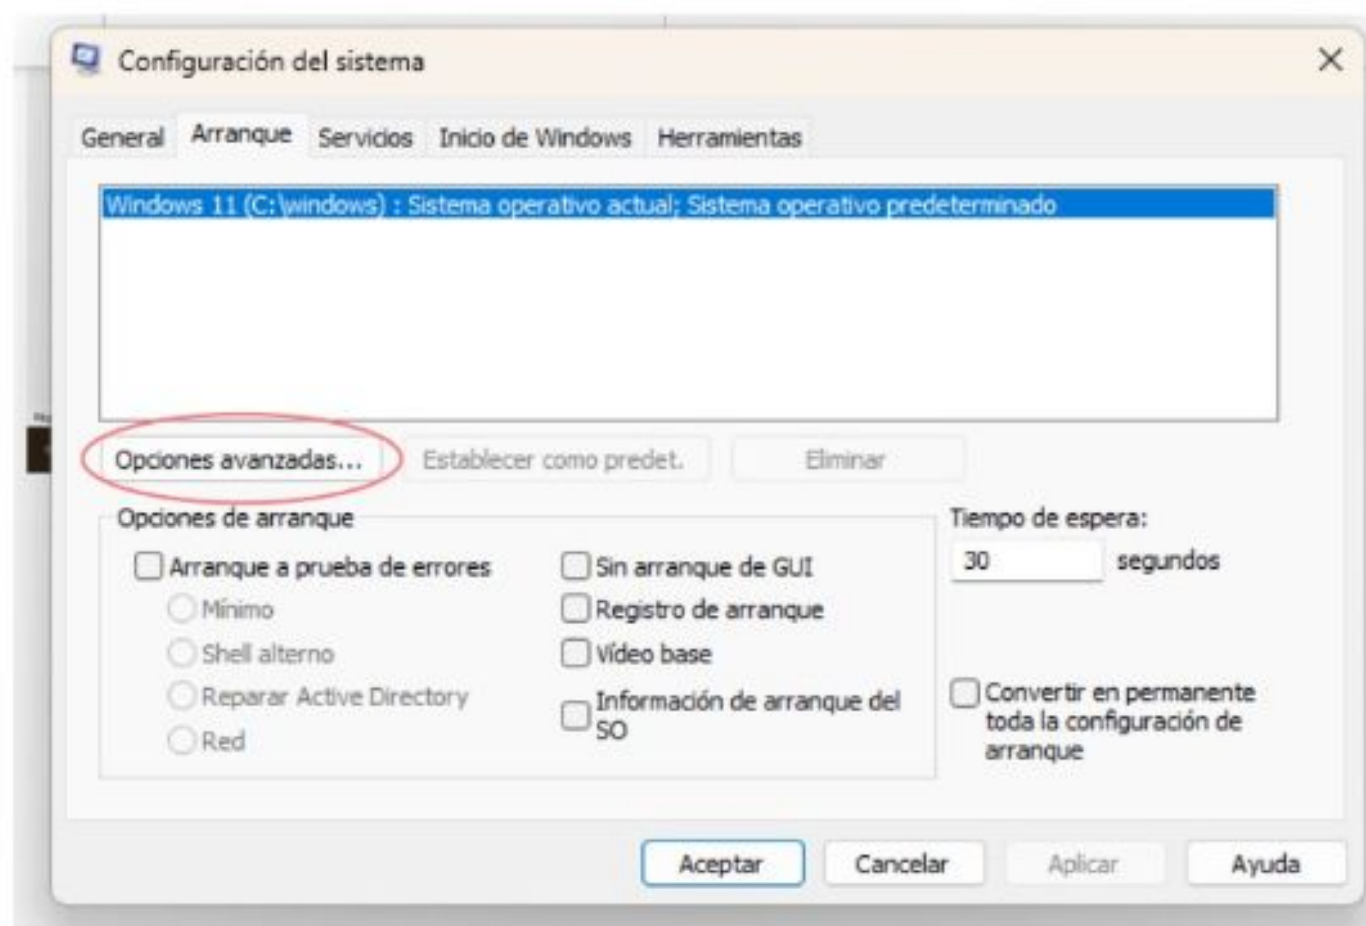 Configuración del sistema
General Arranque Servicios Inicio de Windows Herramientas
Windows 11 (C:\windows) : Sistema operativo actual; Sistema operativo predeterminado
Opciones avanzadas... Establecer como predet. Eliminar
Opciones de arranque
Tiempo de espera:
Arranque a prueba de errores
Sin arranque de GUI
30 segundos
Mínimo
Registro de arranque
Shell alterno
Vídeo base
Reparar Active Directory
Información de arranque del
SO
Red
Convertir en permanente
toda la configuración de
arranque
Aceptar Cancelar Aplicar Ayuda